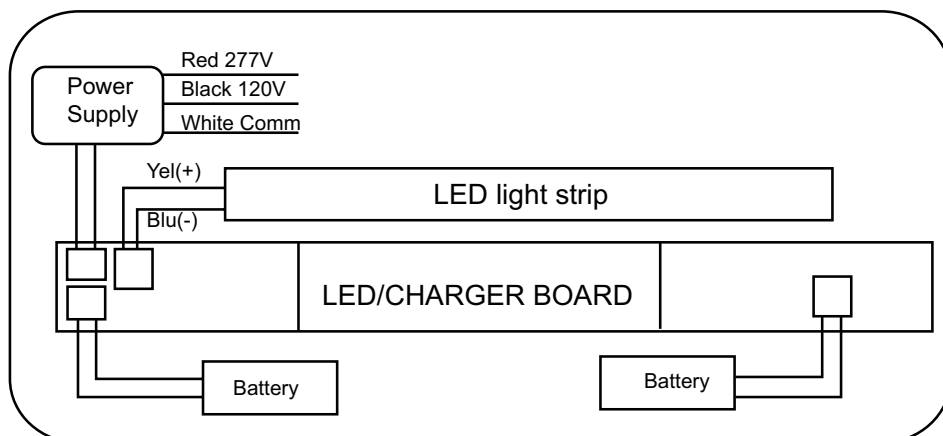 Red 277V
Power
Supply
Black 120V
White Comm
Yel(+)
LED light strip
Blu(-)
LED/CHARGER BOARD
Battery
Battery